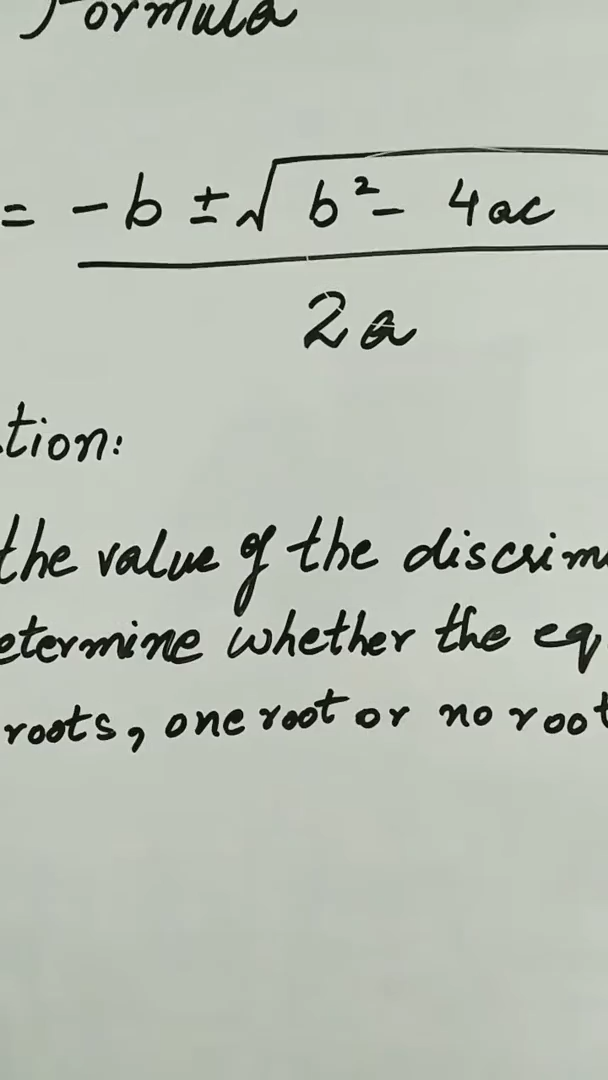 Formula
= -b ± √ b² - 4ac
2a
tion:
the value of the discrim
etermine whether the eq
roots, one root or no root